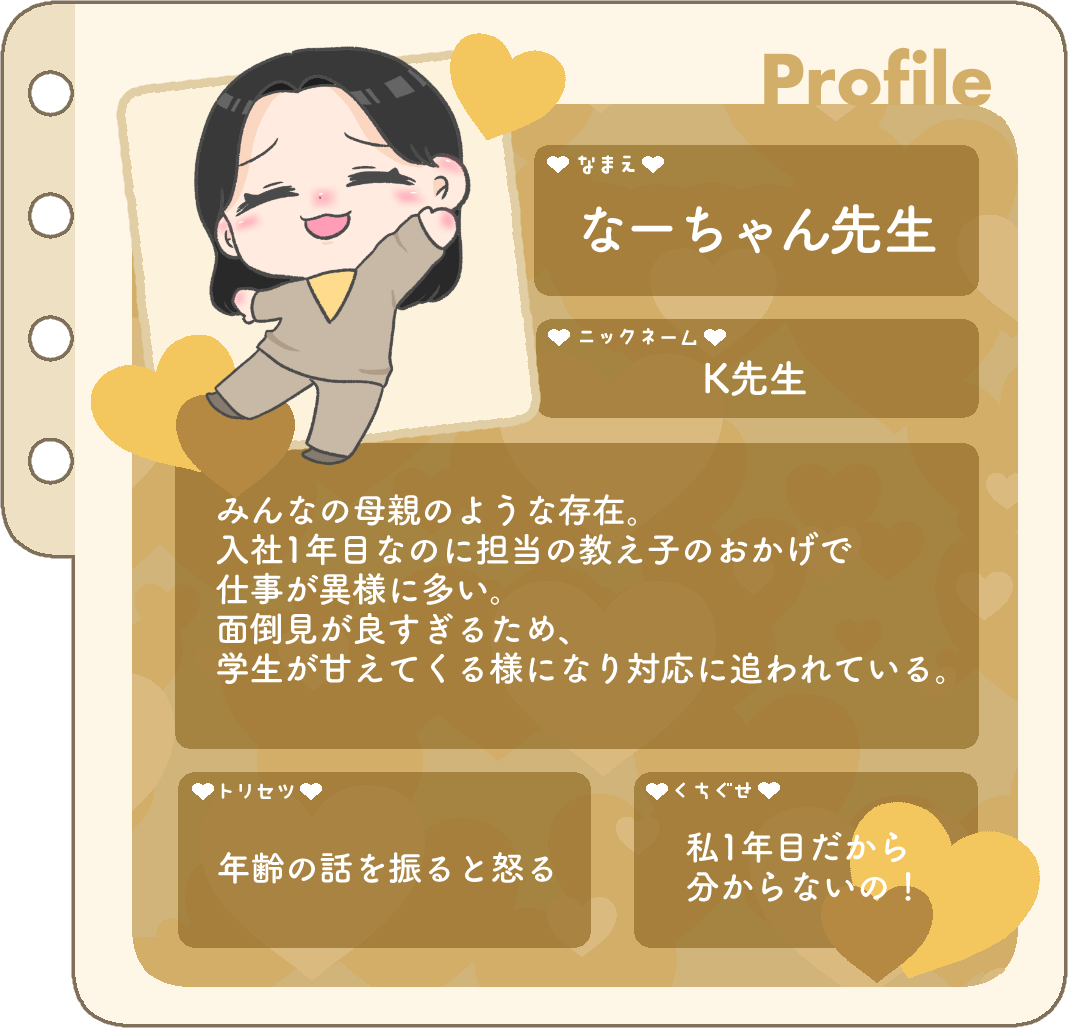 Profile
なまえ
なーちゃん先生
ニックネーム
K先生
みんなの母親のような存在。
入社1年目なのに担当の教え子のおかげで
仕事が異様に多い。
面倒見が良すぎるため、
学生が甘えてくる様になり対応に追われている。
トリセツ
年齢の話を振ると怒る
くちぐせ
私1年目だから
分からないの！